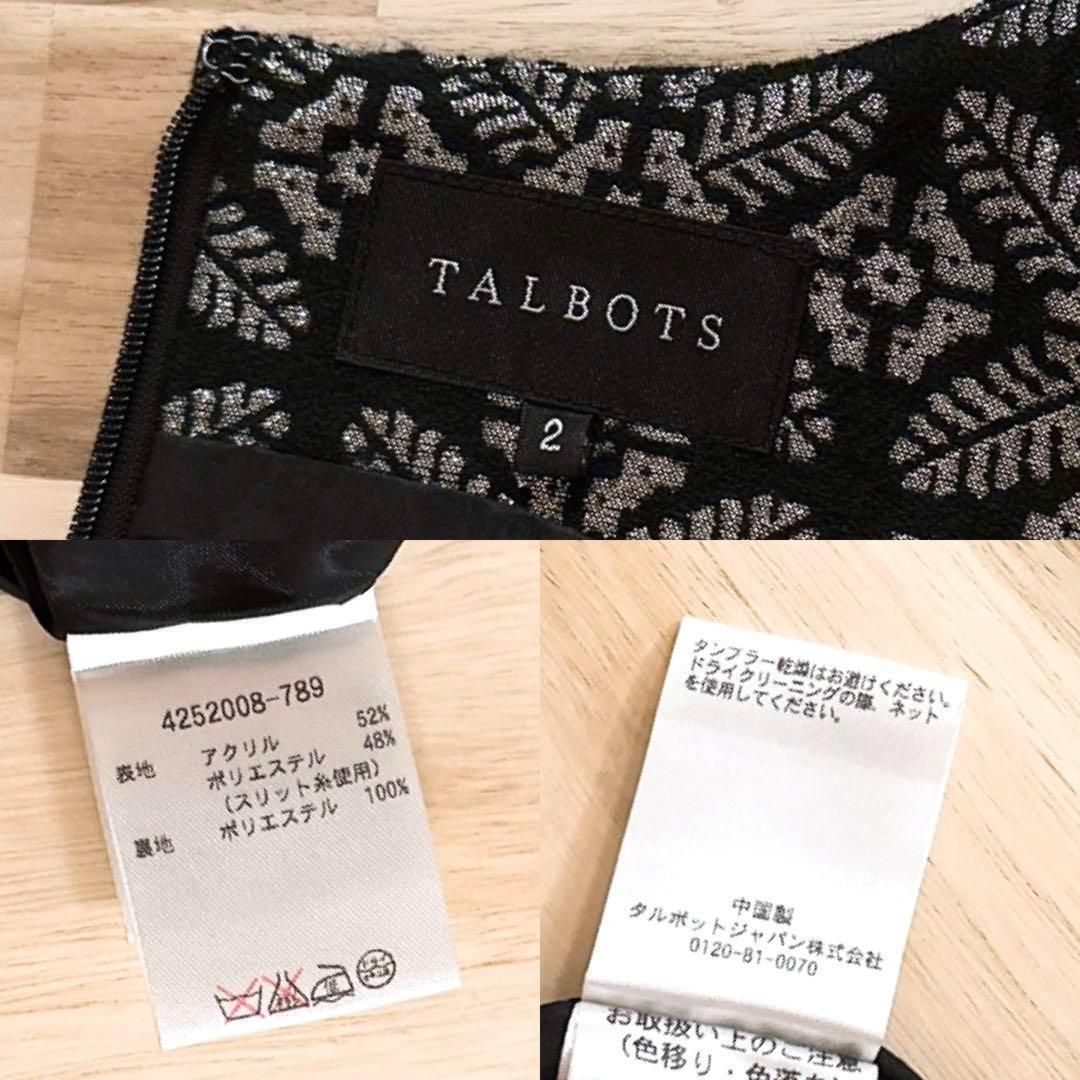 TALBOTS
2
4252008-789
表地 アクリル 52%
ポリエステル 48%
(スリット糸使用)
裏地 ポリエステル 100%
タンブラー乾燥はお避けください。
ドライクリーニングの際、ネット
を使用してください。
中国製
タルボットジャパン株式会社
0120-81-0070
お取扱い上のご注意
(色移り・色落